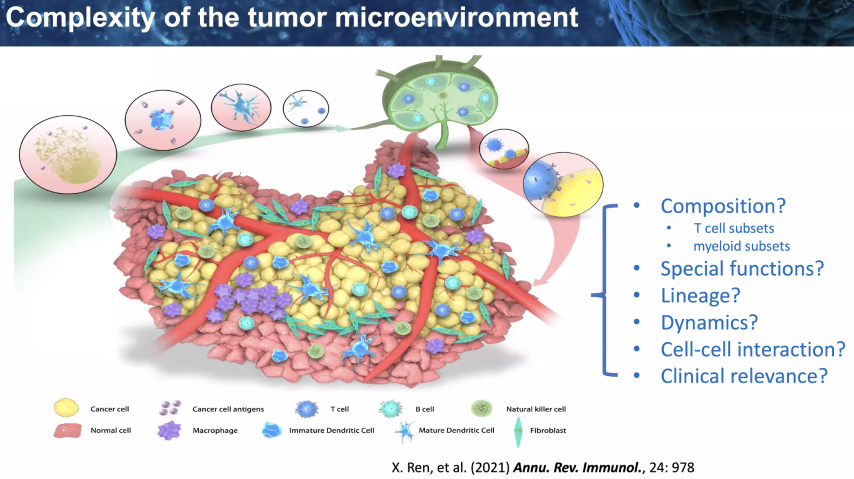 Complexity of the tumor microenvironment
• Composition?
• T cell subsets
• myeloid subsets
• Special functions?
• Lineage?
• Dynamics?
• Cell-cell interaction?
• Clinical relevance?
Cancer cell
Cancer cell antigens
T cell
B cell
Natural killer cell
Normal cell
Macrophage
Immature Dendritic Cell
Mature Dendritic Cell
Fibroblast
X. Ren, et al. (2021) Annu. Rev. Immunol., 24: 978